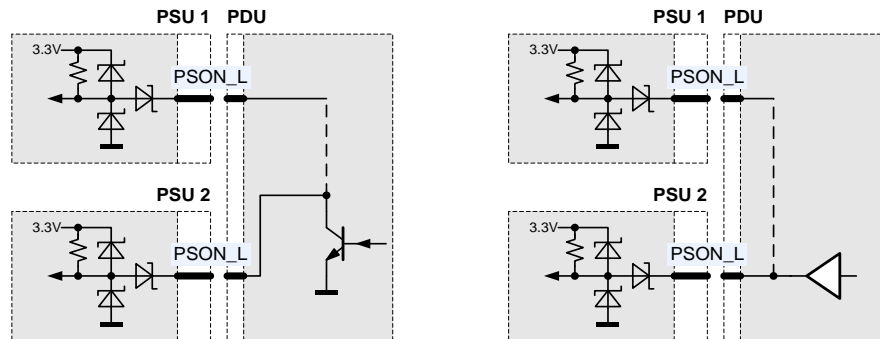 PSU 1 PDU
3.3V
PSON_L
PSU 2
3.3V
PSON_L
PSU 1 PDU
3.3V
PSON_L
PSU 2
3.3V
PSON_L